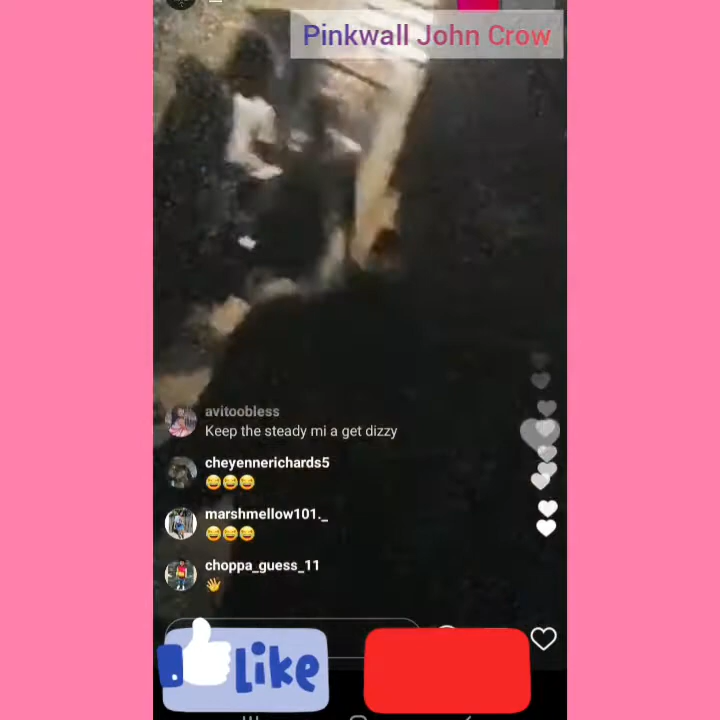 Pinkwall John Crow
avitoobless
Keep the steady mi a get dizzy
cheyennerichards5
😂😂😂
marshmellow101._
😂😂😂
choppa_guess_11
👋
Like